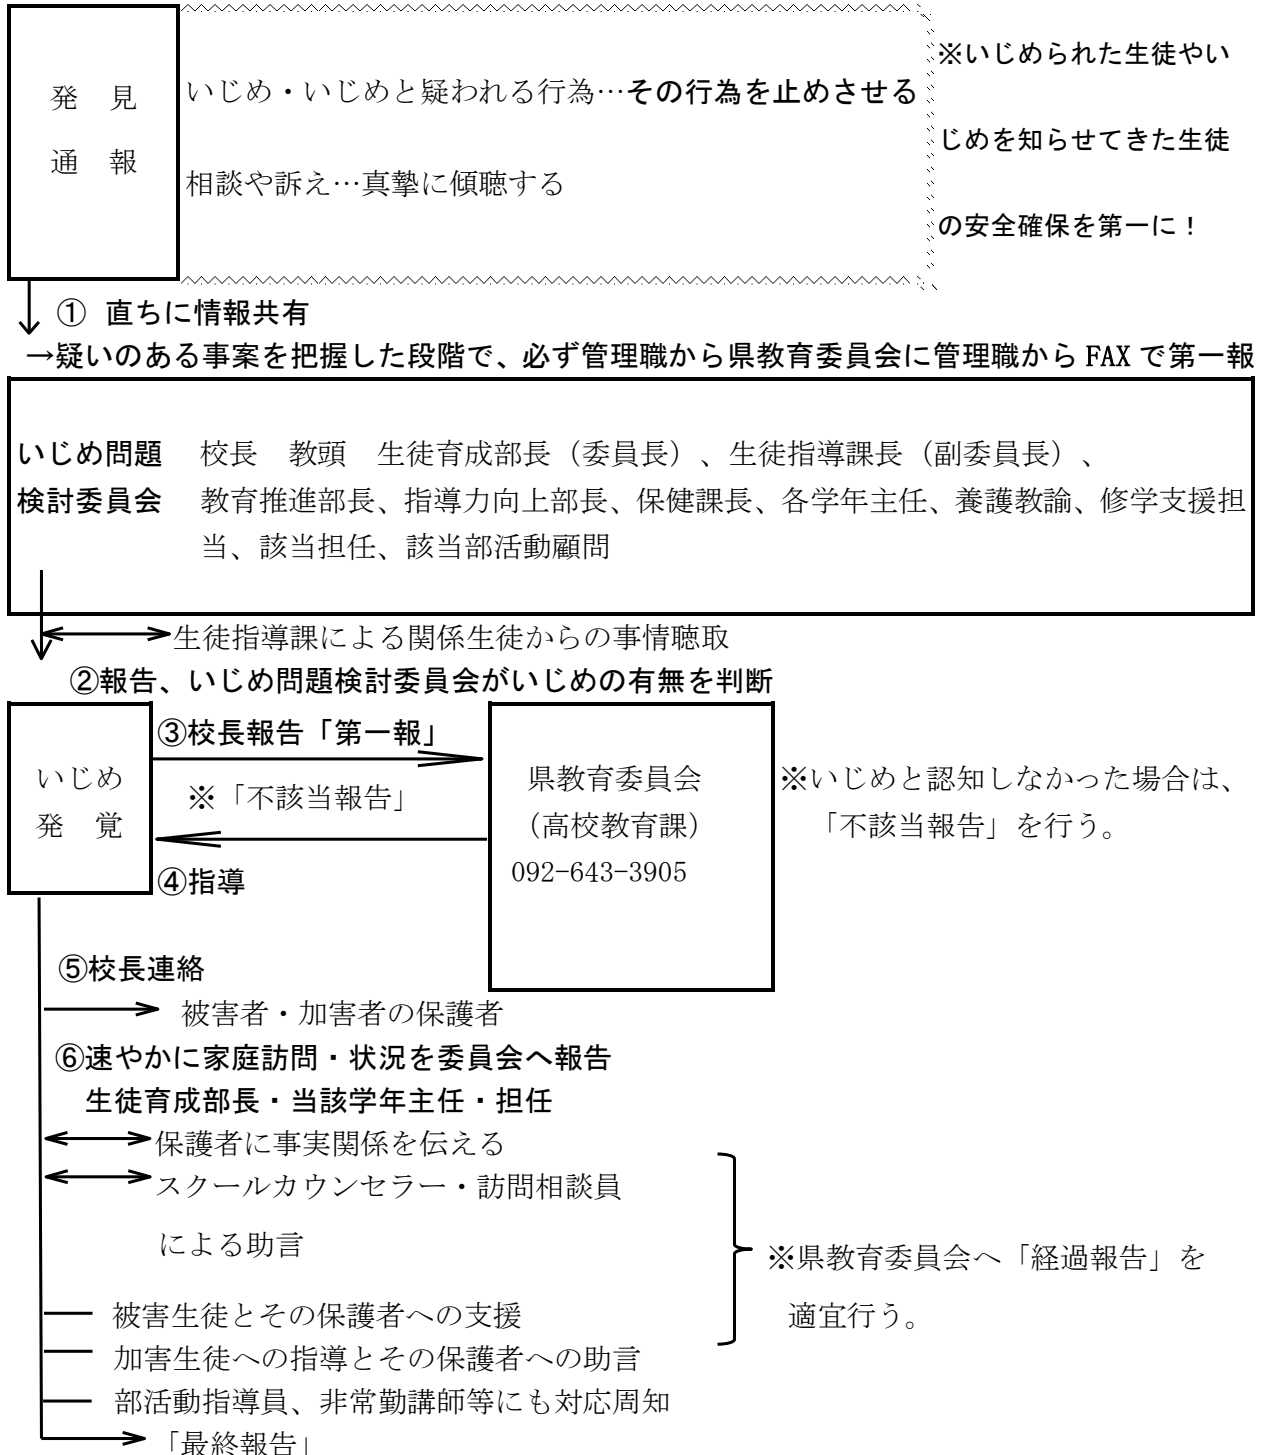 発　見
通　報
いじめ・いじめと疑われる行為…その行為を止めさせる
相談や訴え…真摯に傾聴する
※いじめられた生徒やい
じめを知らせてきた生徒
の安全確保を第一に！
①　直ちに情報共有
→疑いのある事案を把握した段階で、必ず管理職から県教育委員会に管理職から FAX で第一報
いじめ問題　校長　教頭　生徒育成部長（委員長）、生徒指導課長（副委員長）、
検討委員会　教育推進部長、指導力向上部長、保健課長、各学年主任、養護教諭、修学支援担
当、該当担任、該当部活動顧問
生徒指導課による関係生徒からの事情聴取
②報告、いじめ問題検討委員会がいじめの有無を判断
いじめ
発　覚
③校長報告「第一報」
※「不該当報告」
④指導
県教育委員会
（高校教育課）
092-643-3905
※いじめと認知しなかった場合は、
「不該当報告」を行う。
⑤校長連絡
被害者・加害者の保護者
⑥速やかに家庭訪問・状況を委員会へ報告
生徒育成部長・当該学年主任・担任
保護者に事実関係を伝える
スクールカウンセラー・訪問相談員
による助言
※県教育委員会へ「経過報告」を
適宜行う。
被害生徒とその保護者への支援
加害生徒への指導とその保護者への助言
部活動指導員、非常勤講師等にも対応周知
「最終報告」